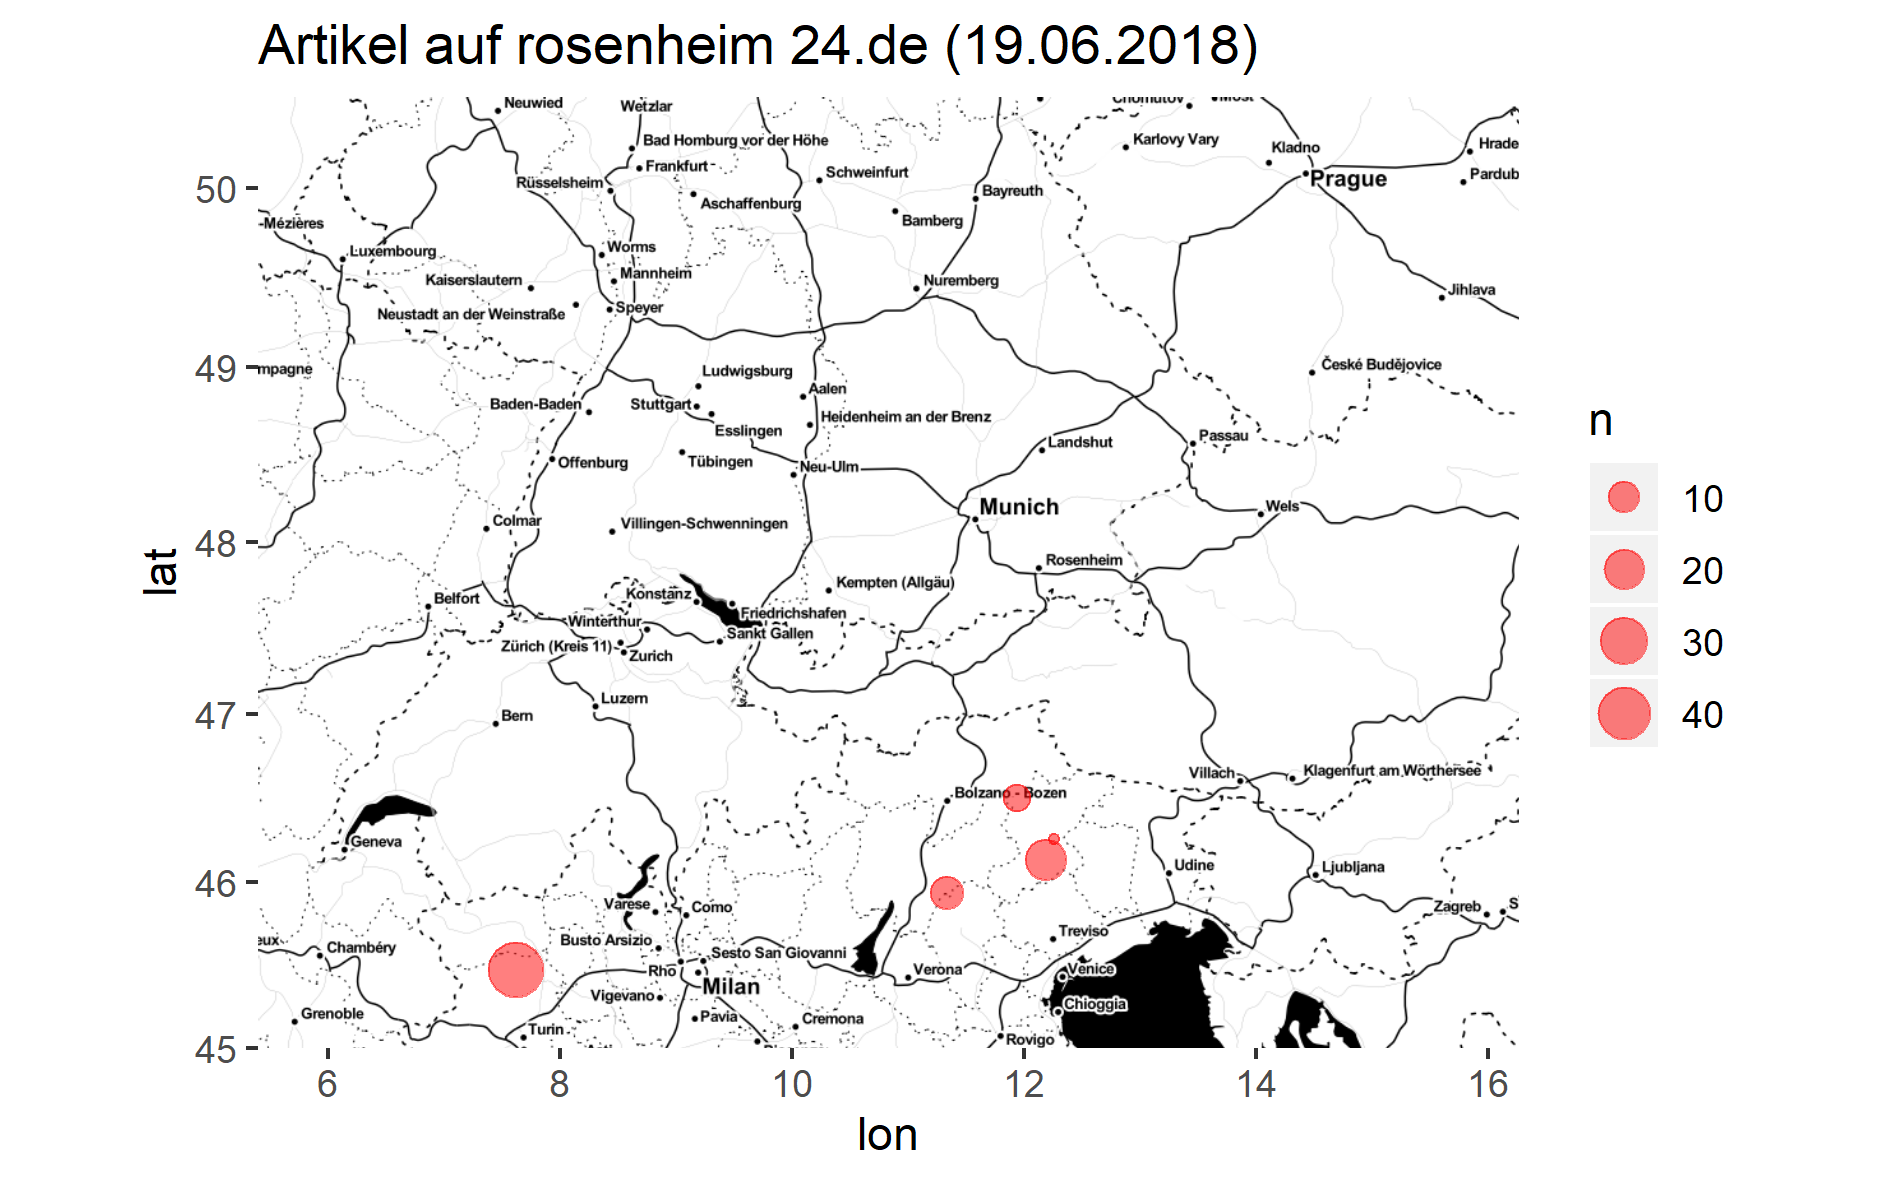 Artikel auf rosenheim 24.de (19.06.2018)
Neuwied
Wetzlar
Chomutov
Most
Bad Homburg vor der Höhe
Karlovy Vary
Kladno
Hrade
Frankfurt
Schweinfurt
Prague
Pardub
Rüsselsheim
Aschaffenburg
Bayreuth
50
-Mézières
Bamberg
Luxembourg
Worms
Kaiserslautern
Mannheim
Nuremberg
Jihlava
Neustadt an der Weinstraße
Speyer
49
mpagne
Ludwigsburg
České Budějovice
Baden-Baden
Stuttgart
Aalen
Heidenheim an der Brenz
Esslingen
Landshut
Passau
Offenburg
Tübingen
Neu-Ulm
Colmar
Villingen-Schwenningen
Munich
Wels
48
Rosenheim
Belfort
Konstanz
Kempten (Allgäu)
Friedrichshafen
Winterthur
Sankt Gallen
Zürich (Kreis 11)
Zurich
Luzern
Bern
47
Villach
Klagenfurt am Wörthersee
Bolzano - Bozen
Geneva
Udine
Ljubljana
46
Varese
Como
Zagreb
S
eux
Chambéry
Busto Arsizio
Sesto San Giovanni
Treviso
Rho
Milan
Verona
Venice
Vigevano
Chioggia
Grenoble
Turin
Pavia
Cremona
Rovigo
45
6
8
10
12
14
16
lon
lat
n
10
20
30
40